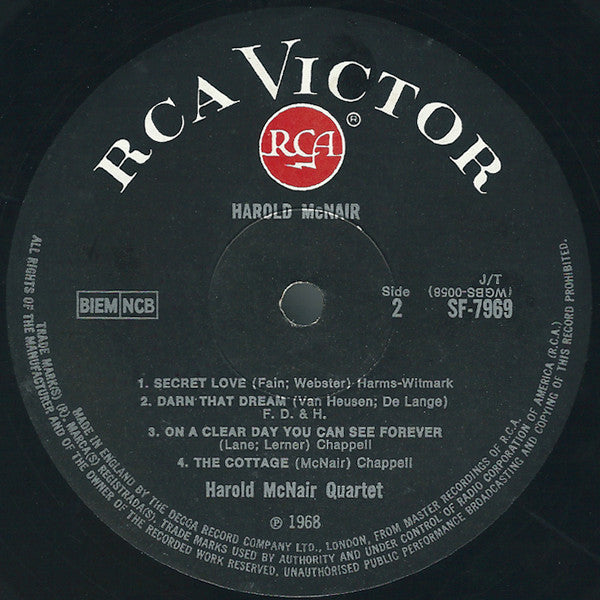 RCA VICTOR
RCA
®
HAROLD McNAIR
BIEM NCB
Side
2
J/T
(WGBS-0058)
SF-7969
1. SECRET LOVE (Fain; Webster) Harms-Witmark
2. DARN THAT DREAM (Van Heusen; De Lange)
F. D. & H.
3. ON A CLEAR DAY YOU CAN SEE FOREVER
(Lane; Lerner) Chappell
4. THE COTTAGE (McNair) Chappell
Harold McNair Quartet
℗ 1968
MADE IN ENGLAND BY THE DECCA RECORD COMPANY LTD., LONDON, FROM MASTER RECORDINGS OF R.C.A.
TRADE MARK(S) (R), MARCA(S) REGISTRADA(S), TRADE MARKS USED BY AUTHORITY AND UNDER CONTROL OF RADIO CORPORATION OF AMERICA (R.C.A.)
ALL RIGHTS OF THE MANUFACTURER AND OF THE OWNER OF THE RECORDED WORK RESERVED, UNAUTHORISED PUBLIC PERFORMANCE BROADCASTING AND COPYING OF THIS RECORD PROHIBITED.